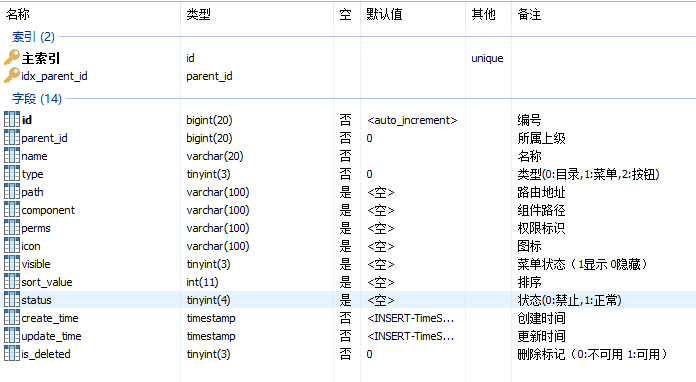 名称 类型 空 默认值 其他 备注
索引 (2)
主索引 id unique
idx_parent_id parent_id
字段 (14)
id bigint(20) 否 <auto_increment> 编号
parent_id bigint(20) 否 0 所属上级
name varchar(20) 否 名称
type tinyint(3) 否 0 类型(0:目录,1:菜单,2:按钮)
path varchar(100) 是 <空> 路由地址
component varchar(100) 是 <空> 组件路径
perms varchar(100) 是 <空> 权限标识
icon varchar(100) 是 <空> 图标
visible tinyint(3) 是 <空> 菜单状态（1显示 0隐藏）
sort_value int(11) 是 <空> 排序
status tinyint(4) 是 <空> 状态(0:禁止,1:正常)
create_time timestamp 否 <INSERT-TimeS... 创建时间
update_time timestamp 否 <INSERT-TimeS... 更新时间
is_deleted tinyint(3) 否 0 删除标记（0:不可用 1:可用）